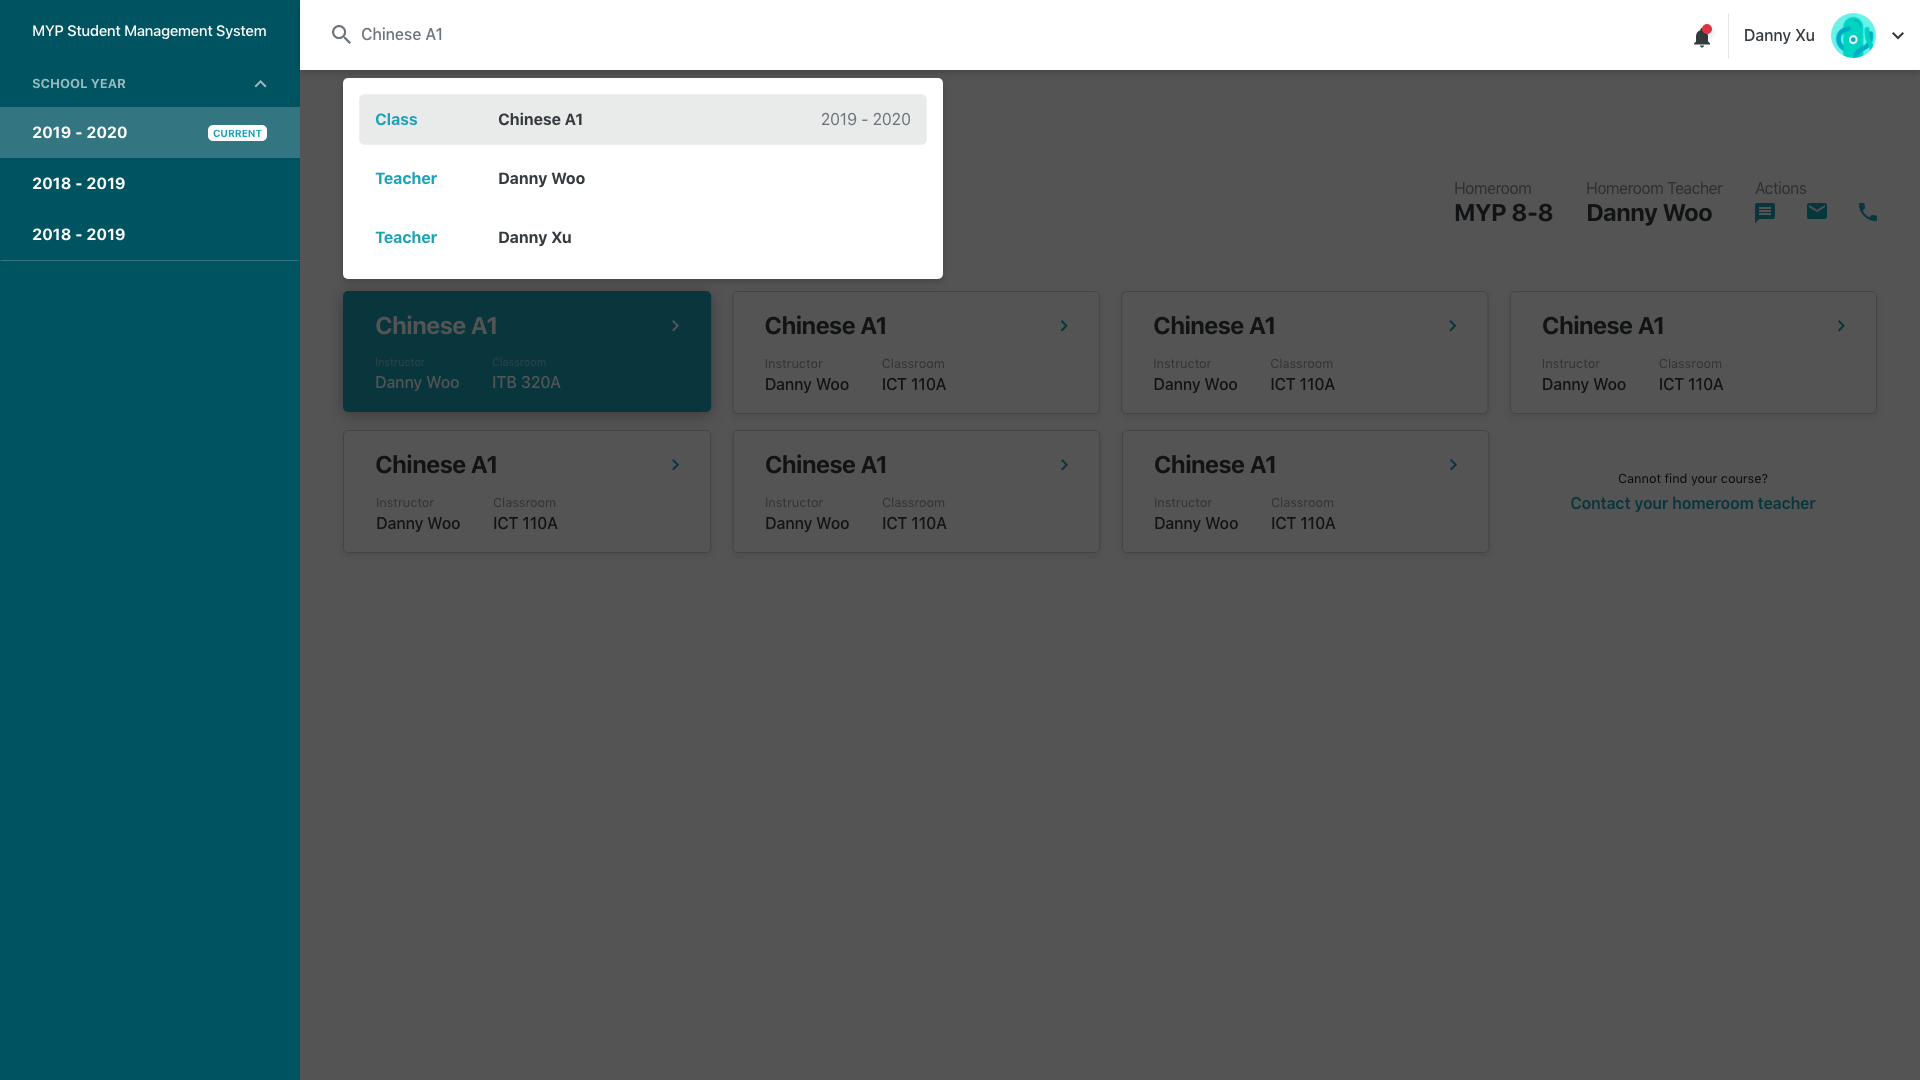 MYP Student Management System
SCHOOL YEAR
2019 - 2020 CURRENT
2018 - 2019
2018 - 2019
Chinese A1
Danny Xu
Class Chinese A1 2019 - 2020
Teacher Danny Woo
Teacher Danny Xu
Homeroom Homeroom Teacher Actions
MYP 8-8 Danny Woo
Chinese A1 Chinese A1 Chinese A1 Chinese A1
Instructor Classroom Instructor Classroom Instructor Classroom Instructor Classroom
Danny Woo ITB 320A Danny Woo ICT 110A Danny Woo ICT 110A Danny Woo ICT 110A
Chinese A1 Chinese A1 Chinese A1
Instructor Classroom Instructor Classroom Instructor Classroom
Danny Woo ICT 110A Danny Woo ICT 110A Danny Woo ICT 110A
Cannot find your course?
Contact your homeroom teacher